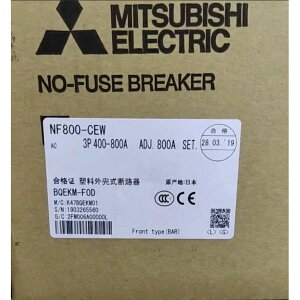 MITSUBISHI
ELECTRIC
NO-FUSE BREAKER
NF800-CEW
AC 3P 400-800A ADJ. 800A SET.
合格
28.03.'19
合格证 塑料外壳式断路器
BQEKM-F0D
原产地:日本
M/C:K47BQEKM01
S/N:1903265560
G/C:2FM006A00000L
CCC
Front type(BAR)